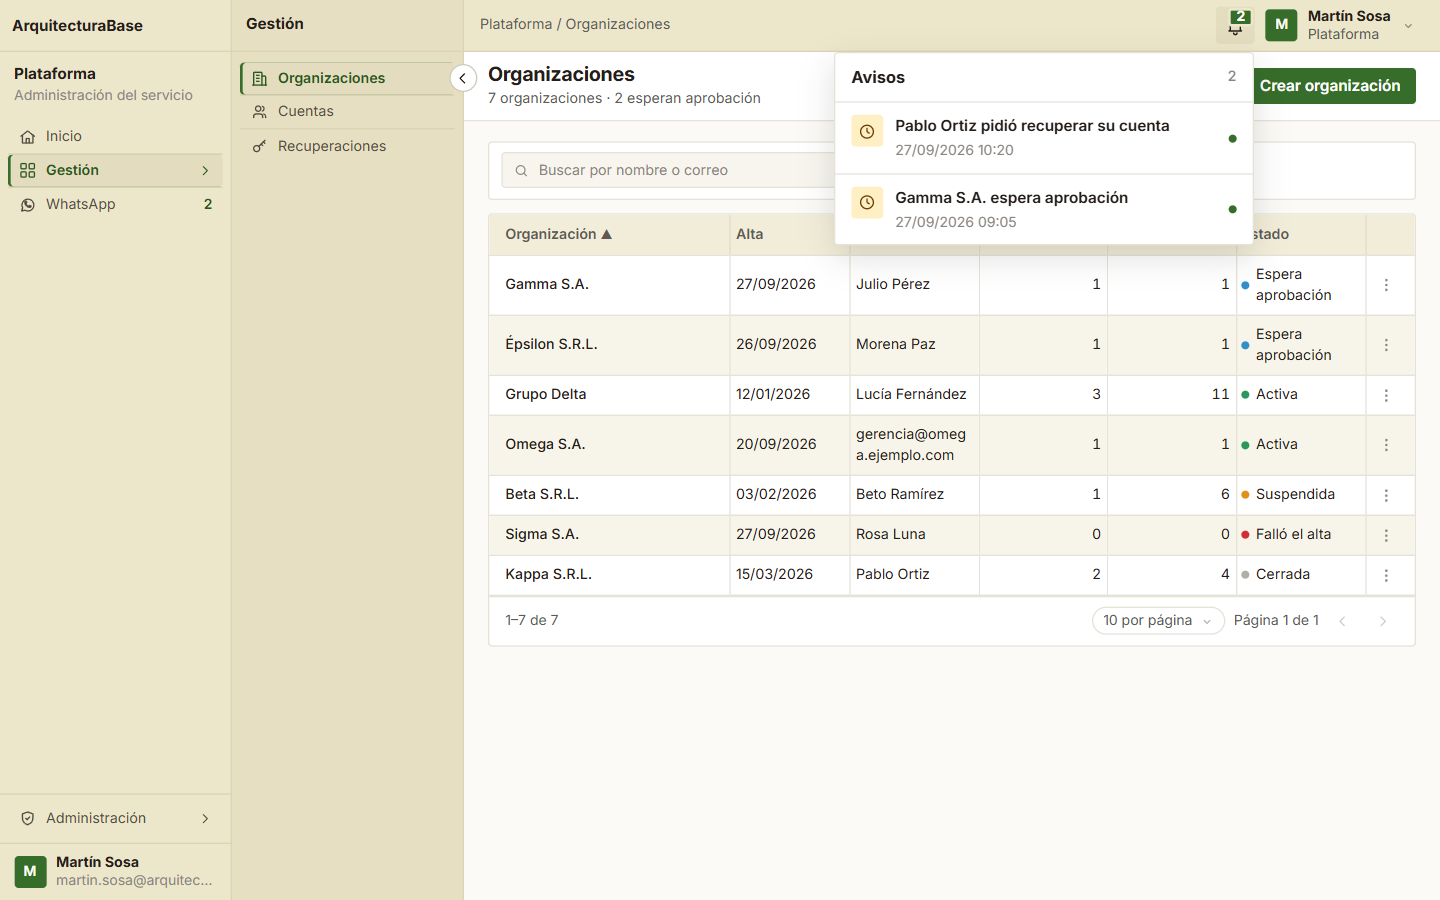 ArquitecturaBase
Plataforma
Administración del servicio
Inicio
Gestión
WhatsApp 2
Administración
M
Martín Sosa
martin.sosa@arquitec...
Gestión
Organizaciones
Cuentas
Recuperaciones
Plataforma / Organizaciones
2
M
Martín Sosa
Plataforma
Organizaciones
7 organizaciones · 2 esperan aprobación
Crear organización
Avisos 2
Pablo Ortiz pidió recuperar su cuenta
27/09/2026 10:20
Gamma S.A. espera aprobación
27/09/2026 09:05
Buscar por nombre o correo
Organización ▲ Alta stado
Gamma S.A. 27/09/2026 Julio Pérez 1 1 Espera
aprobación
Épsilon S.R.L. 26/09/2026 Morena Paz 1 1 Espera
aprobación
Grupo Delta 12/01/2026 Lucía Fernández 3 11 Activa
Omega S.A. 20/09/2026 gerencia@omeg 1 1 Activa
a.ejemplo.com
Beta S.R.L. 03/02/2026 Beto Ramírez 1 6 Suspendida
Sigma S.A. 27/09/2026 Rosa Luna 0 0 Falló el alta
Kappa S.R.L. 15/03/2026 Pablo Ortiz 2 4 Cerrada
1–7 de 7 10 por página Página 1 de 1